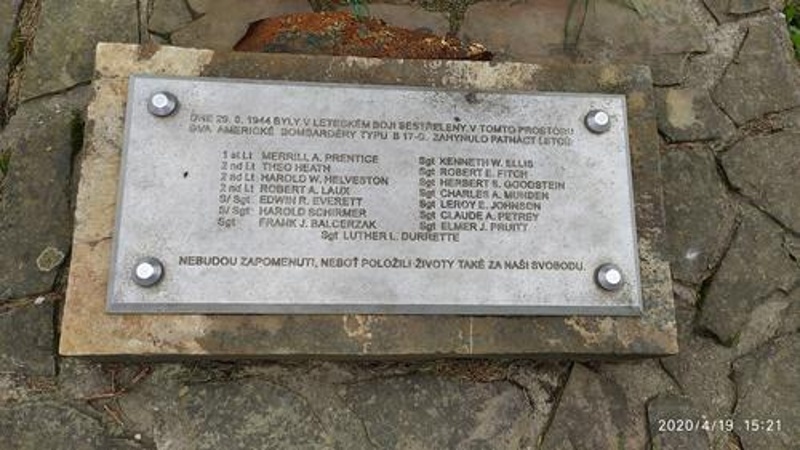 DNE 29. 8. 1944 BYLY V LETECKÉM BOJI SESTŘELENY V TOMTO PROSTORU
DVA AMERICKÉ BOMBARDÉRY TYPU B 17-G. ZAHYNULO PATNÁCT LETCŮ
1 st Lt MERRILL A. PRENTICE
2 nd Lt THEO HEATH
2 nd Lt HAROLD W. HELVESTON
2 nd Lt ROBERT A. LAUX
S/ Sgt EDWIN R. EVERETT
S/ Sgt HAROLD SCHIRMER
Sgt FRANK J. BALCERZAK
Sgt KENNETH W. ELLIS
Sgt ROBERT E. FITCH
Sgt HERBERT S. GOODSTEIN
Sgt CHARLES A. MUNDEN
Sgt LEROY E. JOHNSON
Sgt CLAUDE A. PETREY
Sgt ELMER J. PRUITT
Sgt LUTHER L. DURRETTE
NEBUDOU ZAPOMENUTI, NEBOŤ POLOŽILI ŽIVOTY TAKÉ ZA NAŠI SVOBODU.
2020/4/19 15:21